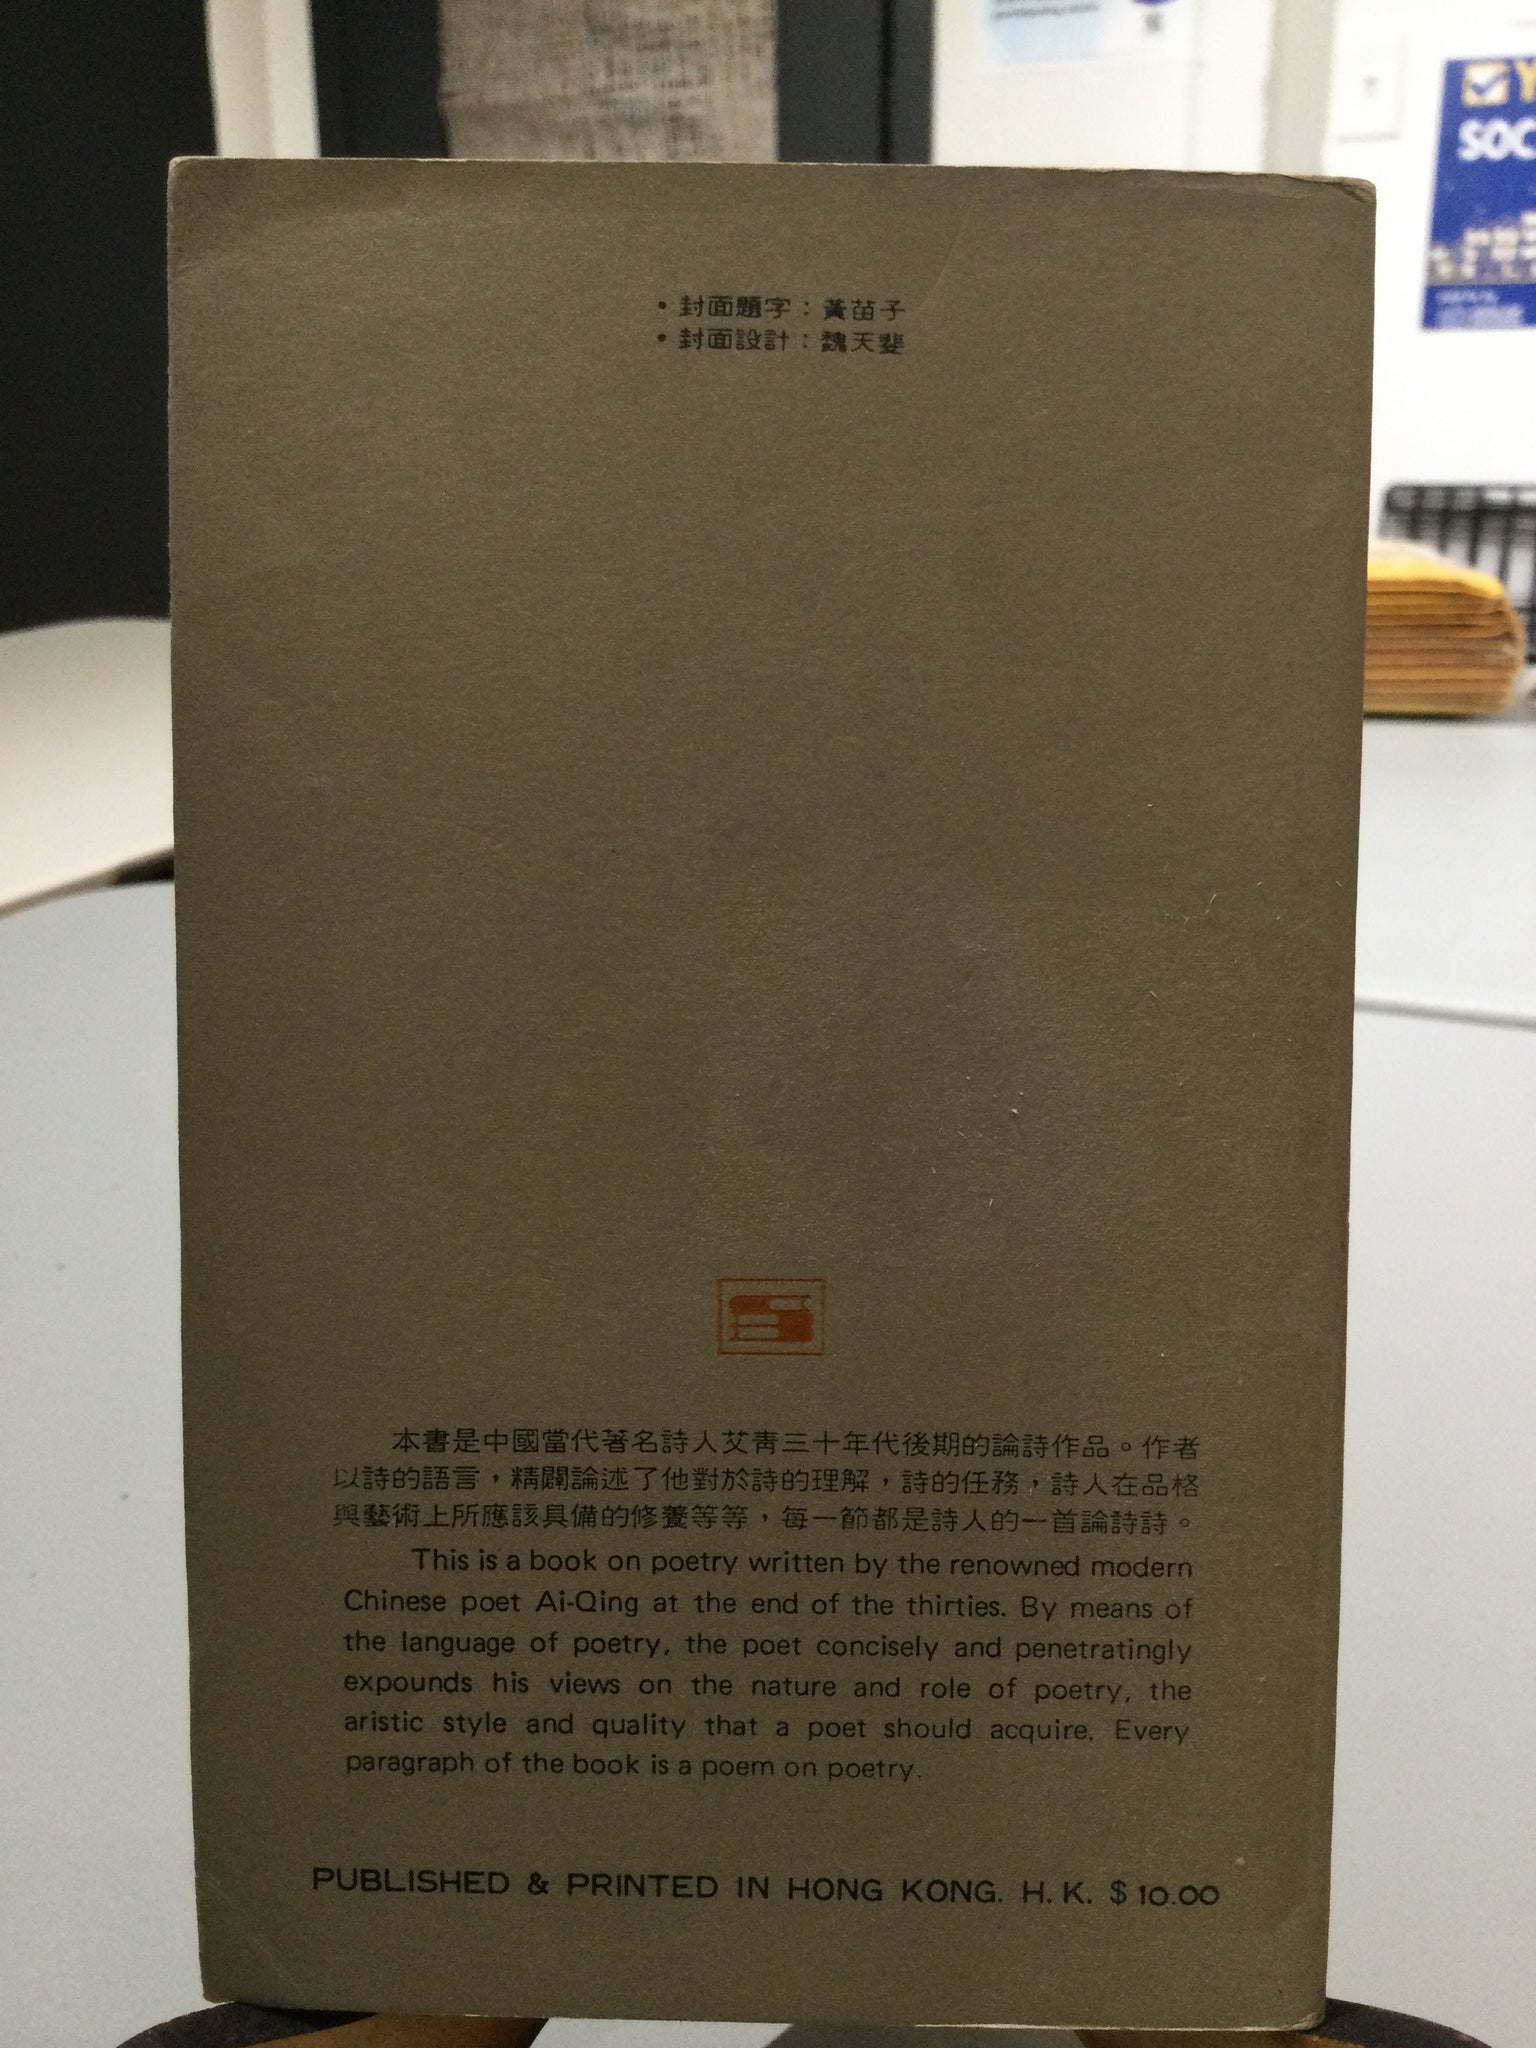 • 封面題字：黃苗子
• 封面設計：魏天斐
本書是中國當代著名詩人艾青三十年代後期的論詩作品。作者
以詩的語言，精闢論述了他對於詩的理解，詩的任務，詩人在品格
與藝術上所應該具備的修養等等，每一節都是詩人的一首論詩詩。
This is a book on poetry written by the renowned modern
Chinese poet Ai-Qing at the end of the thirties. By means of
the language of poetry, the poet concisely and penetratingly
expounds his views on the nature and role of poetry, the
aristic style and quality that a poet should acquire. Every
paragraph of the book is a poem on poetry.
PUBLISHED & PRINTED IN HONG KONG. H. K. $ 10.00
SOC